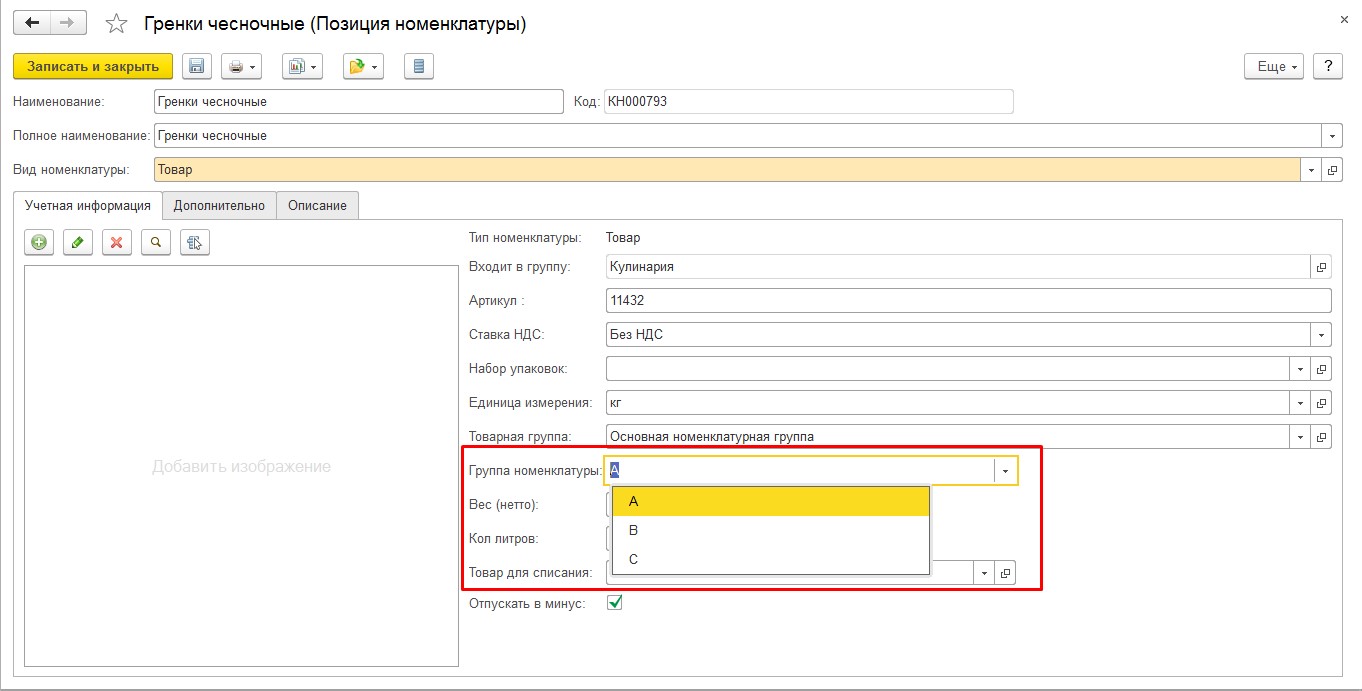 Гренки чесночные (Позиция номенклатуры)
Записать и закрыть Еще ?
Наименование: Гренки чесночные Код: КН000793
Полное наименование: Гренки чесночные
Вид номенклатуры: Товар
Учетная информация Дополнительно Описание
Тип номенклатуры: Товар
Входит в группу: Кулинария
Артикул : 11432
Ставка НДС: Без НДС
Набор упаковок:
Единица измерения: кг
Товарная группа: Основная номенклатурная группа
Добавить изображение
Группа номенклатуры: А
А
Вес (нетто):
В
Кол литров:
С
Товар для списания:
Отпускать в минус: